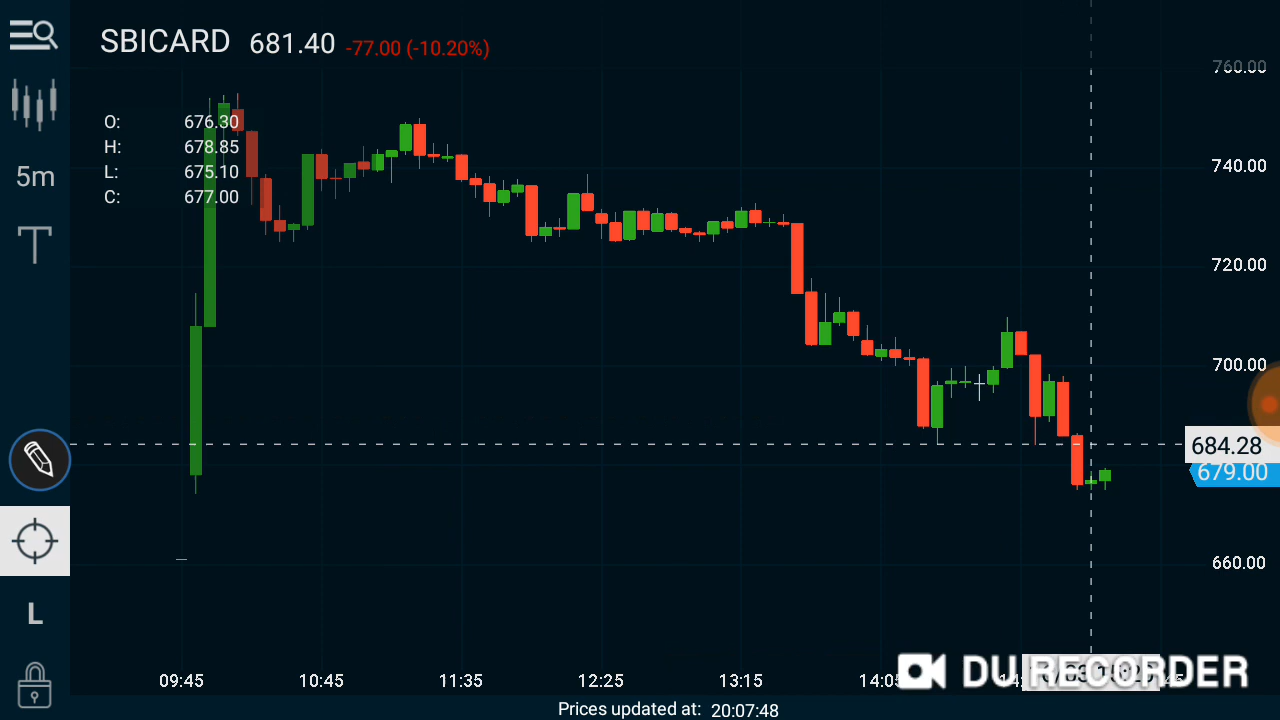 SBICARD 681.40 -77.00 (-10.20%)
O: 676.30
H: 678.85
L: 675.10
C: 677.00
5m
T
L
760.00
740.00
720.00
700.00
684.28
679.00
660.00
09:45 10:45 11:35 12:25 13:15
DU RECORDER
Prices updated at: 20:07:48